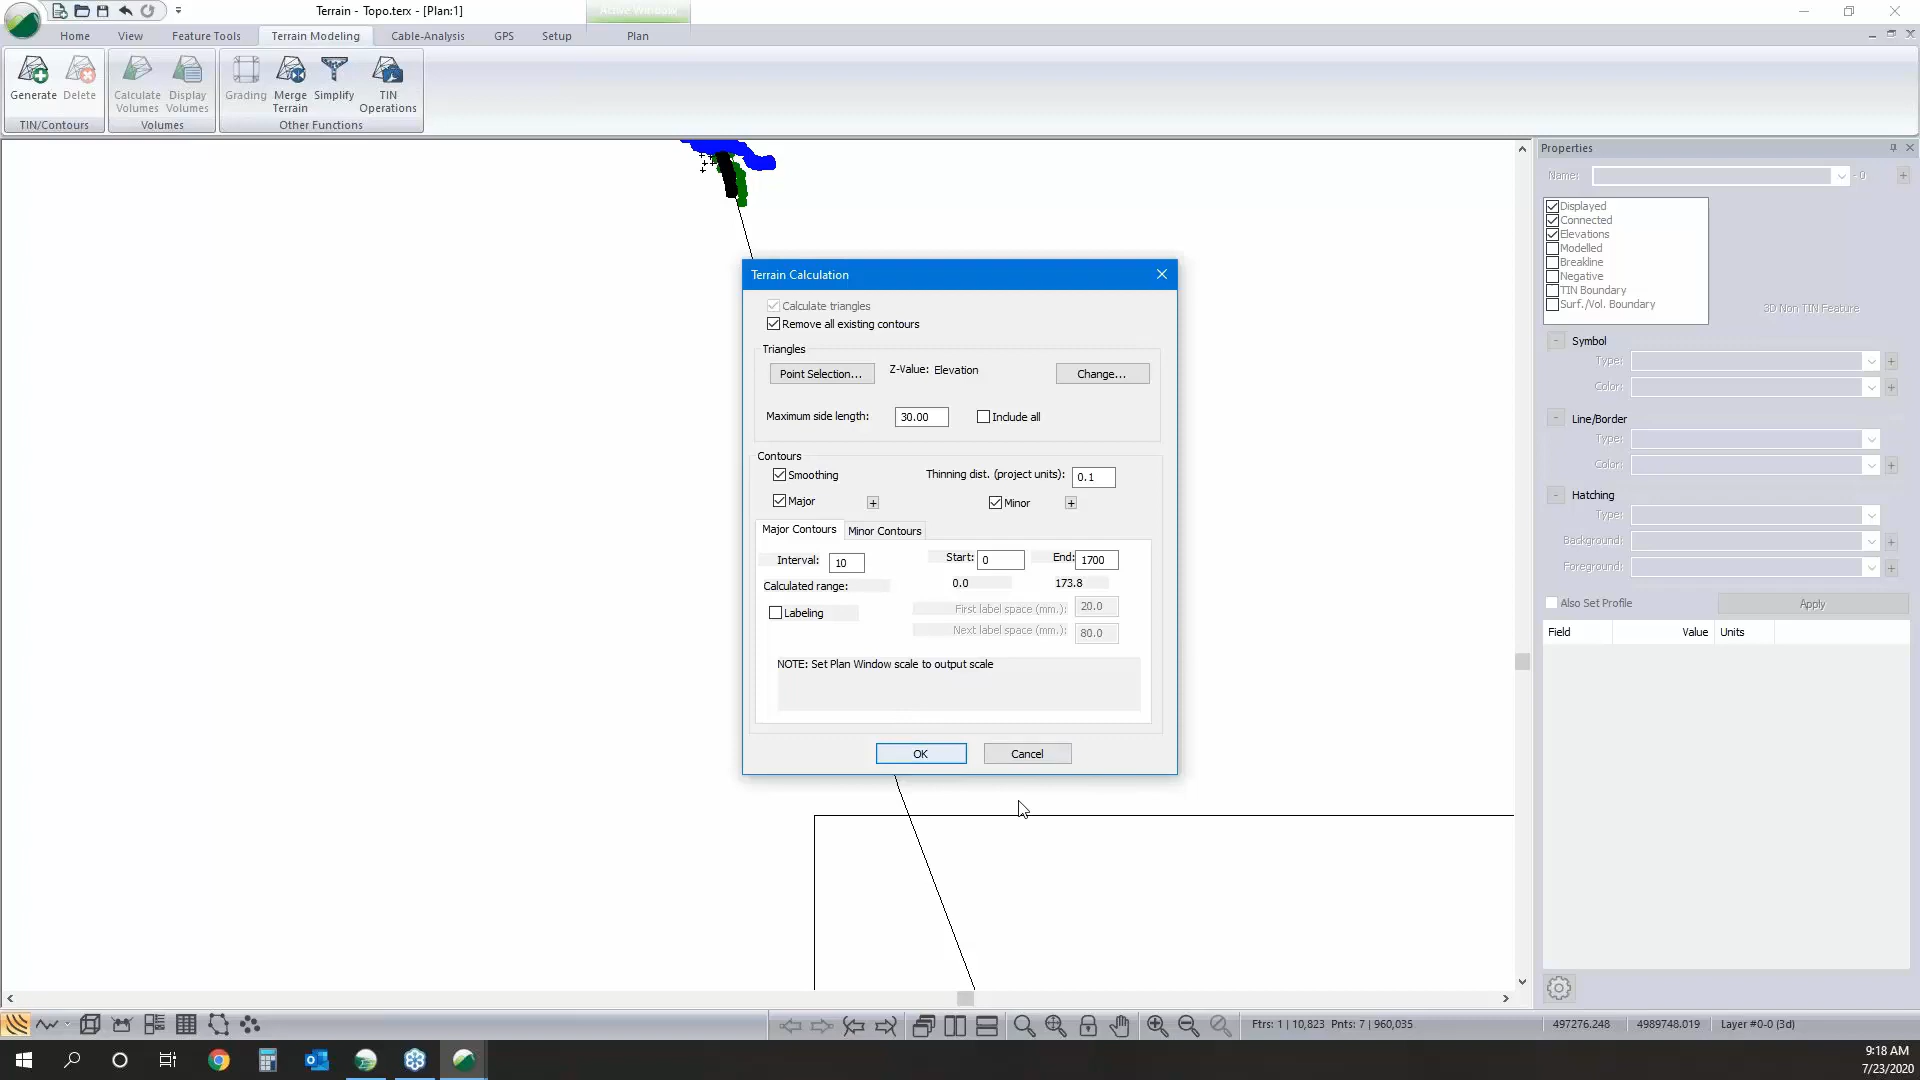 Terrain - Topo.terx - [Plan:1]
Active Window
Home View Feature Tools Terrain Modeling Cable-Analysis GPS Setup Plan
Generate Delete Calculate Volumes Display Volumes Grading Merge Terrain Simplify TIN Operations
TIN/Contours Volumes Other Functions
Properties
Name: - 0 +
Displayed
Connected
Elevations
Modelled
Breakline
Negative
TIN Boundary
Surf./Vol. Boundary
3D Non TIN Feature
Symbol
Type:
Color:
Line/Border
Type:
Color:
Hatching
Type:
Background:
Foreground:
Also Set Profile Apply
Field Value Units
Terrain Calculation
Calculate triangles
Remove all existing contours
Triangles
Point Selection... Z-Value: Elevation Change...
Maximum side length: 30.00 Include all
Contours
Smoothing Thinning dist. (project units): 0.1
Major + Minor +
Major Contours Minor Contours
Interval: 10 Start: 0 End: 1700
Calculated range: 0.0 173.8
Labeling First label space (mm.): 20.0
Next label space (mm.): 80.0
NOTE: Set Plan Window scale to output scale
OK Cancel
Ftrs: 1 | 10,823 Pnts: 7 | 960,035 497276.248 4989748.019 Layer #0-0 (3d)
9:18 AM
7/23/2020